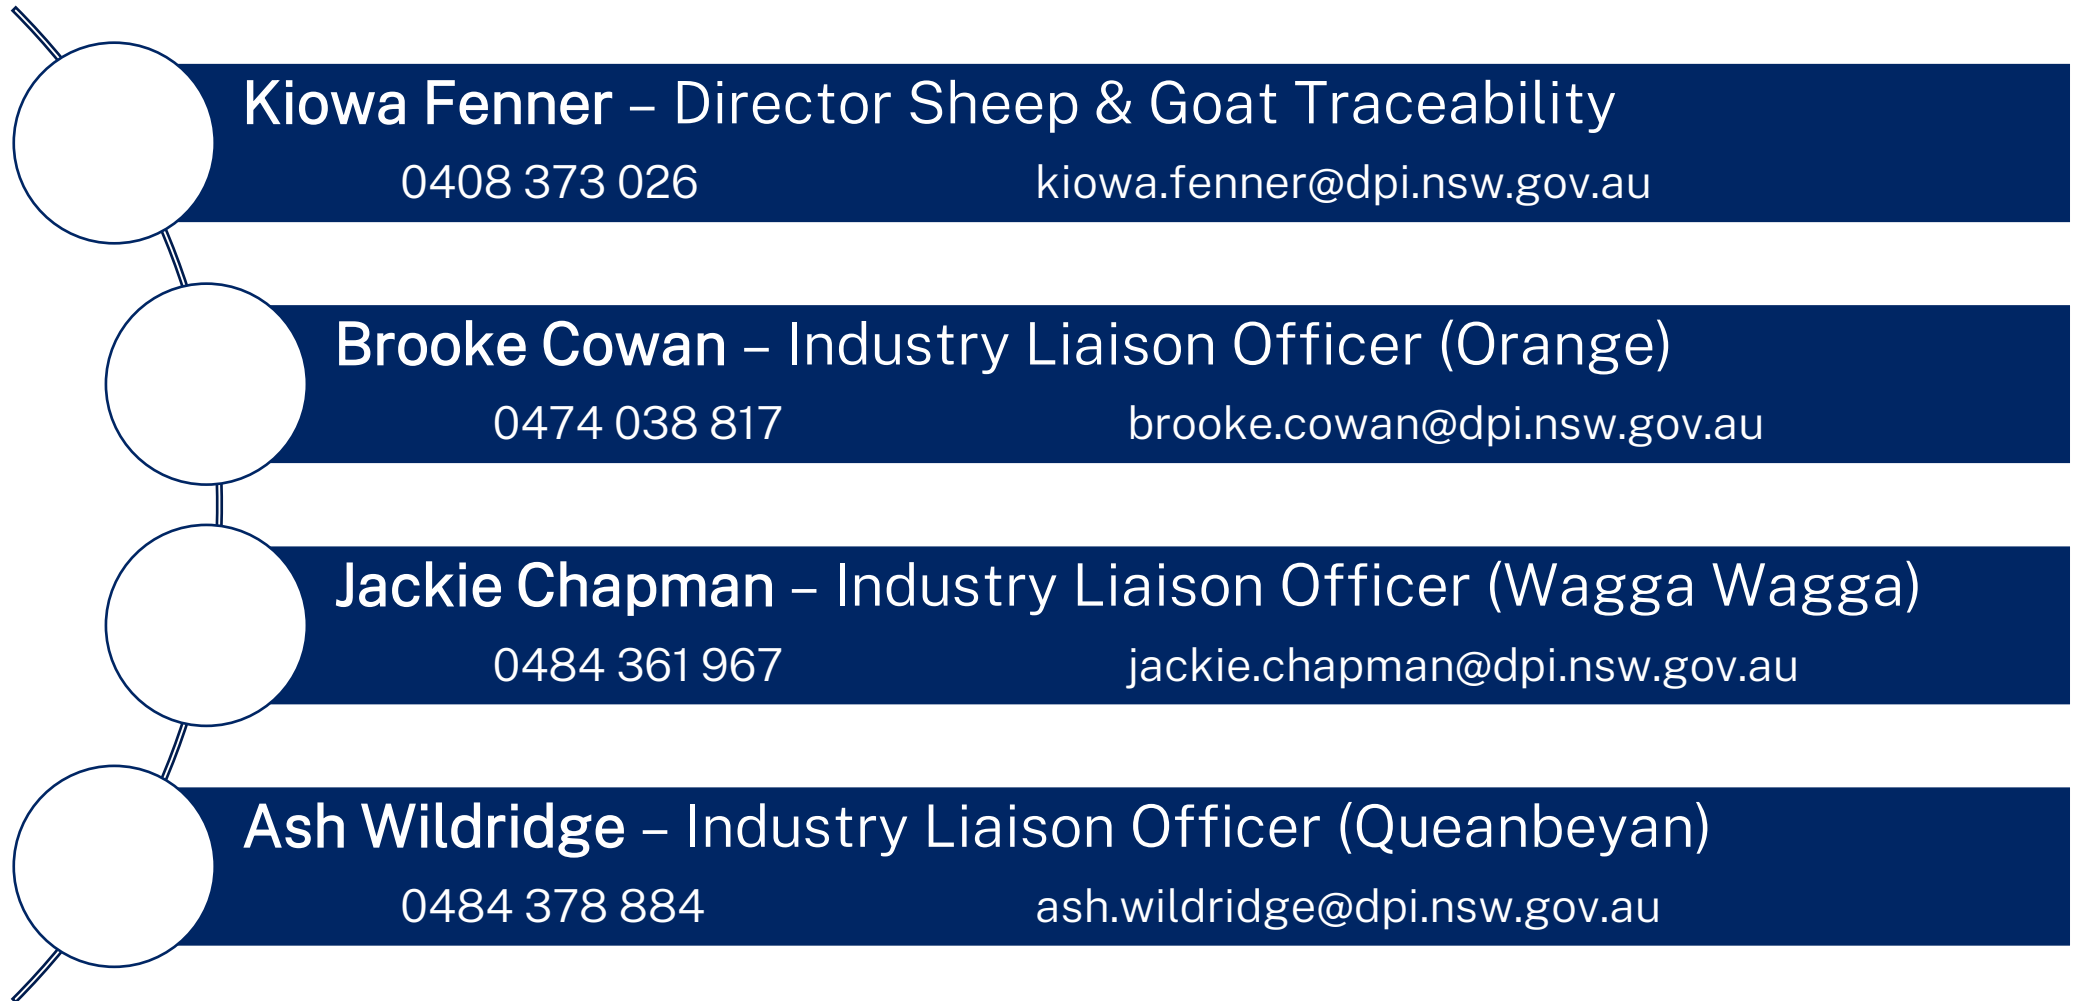 Kiowa Fenner – Director Sheep & Goat Traceability
0408 373 026 kiowa.fenner@dpi.nsw.gov.au
Brooke Cowan – Industry Liaison Officer (Orange)
0474 038 817 brooke.cowan@dpi.nsw.gov.au
Jackie Chapman – Industry Liaison Officer (Wagga Wagga)
0484 361 967 jackie.chapman@dpi.nsw.gov.au
Ash Wildridge – Industry Liaison Officer (Queanbeyan)
0484 378 884 ash.wildridge@dpi.nsw.gov.au